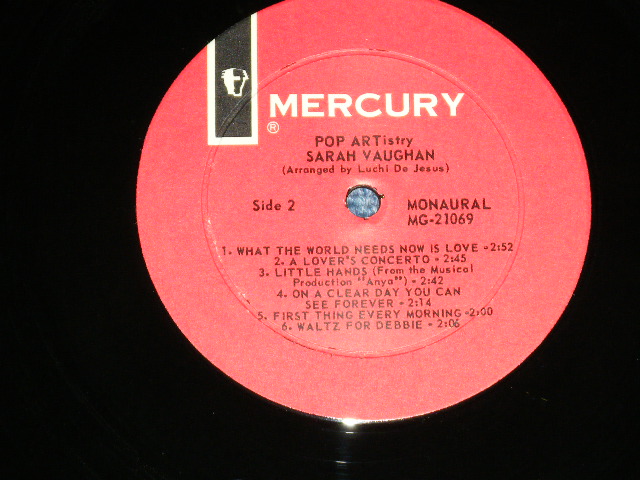 MERCURY
®
POP ARTistry
SARAH VAUGHAN
(Arranged by Luchi De Jesus)
Side 2
MONAURAL
MG-21069
1. WHAT THE WORLD NEEDS NOW IS LOVE - 2:52
2. A LOVER'S CONCERTO - 2:45
3. LITTLE HANDS (From the Musical
Production "Anya") - 2:42
4. ON A CLEAR DAY YOU CAN
SEE FOREVER - 2:14
5. FIRST THING EVERY MORNING - 2:00
6. WALTZ FOR DEBBIE - 2:06